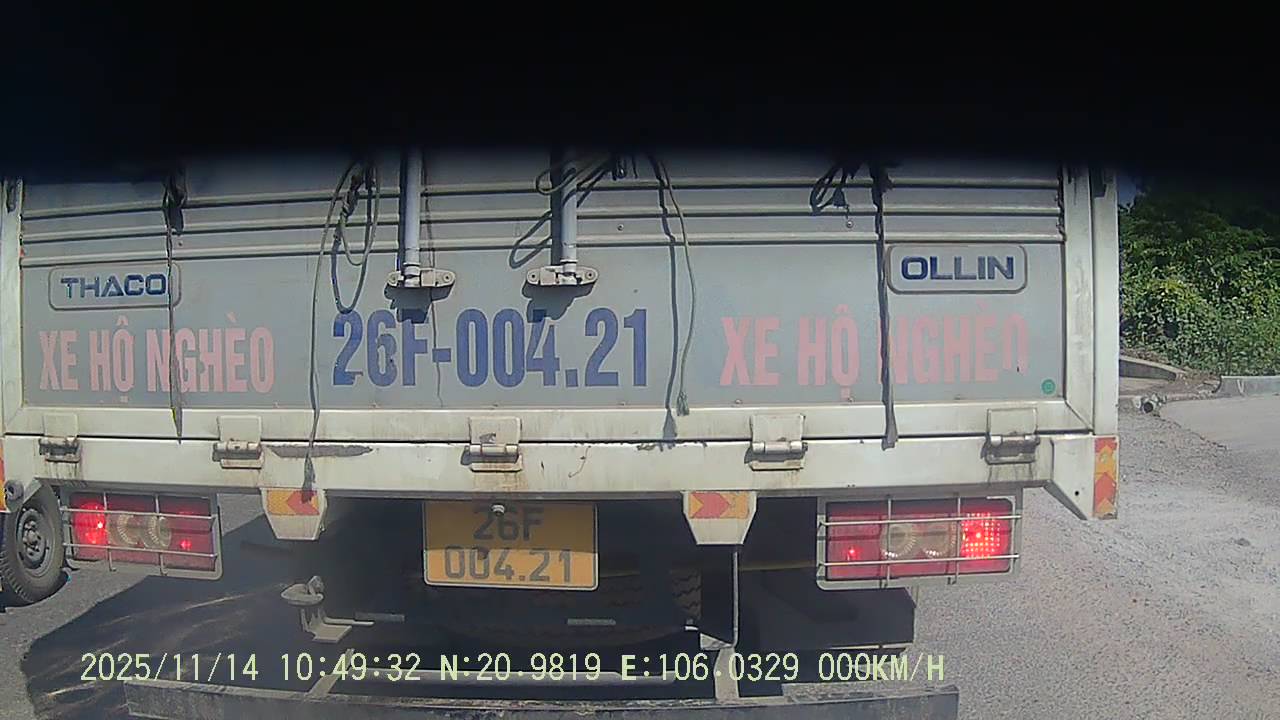 THACO
OLLIN
XE HỘ NGHÈO
26F-004.21
XE HỘ NGHÈO
26F
004.21
2025/11/14 10:49:32 N:20.9819 E:106.0329 000KM/H